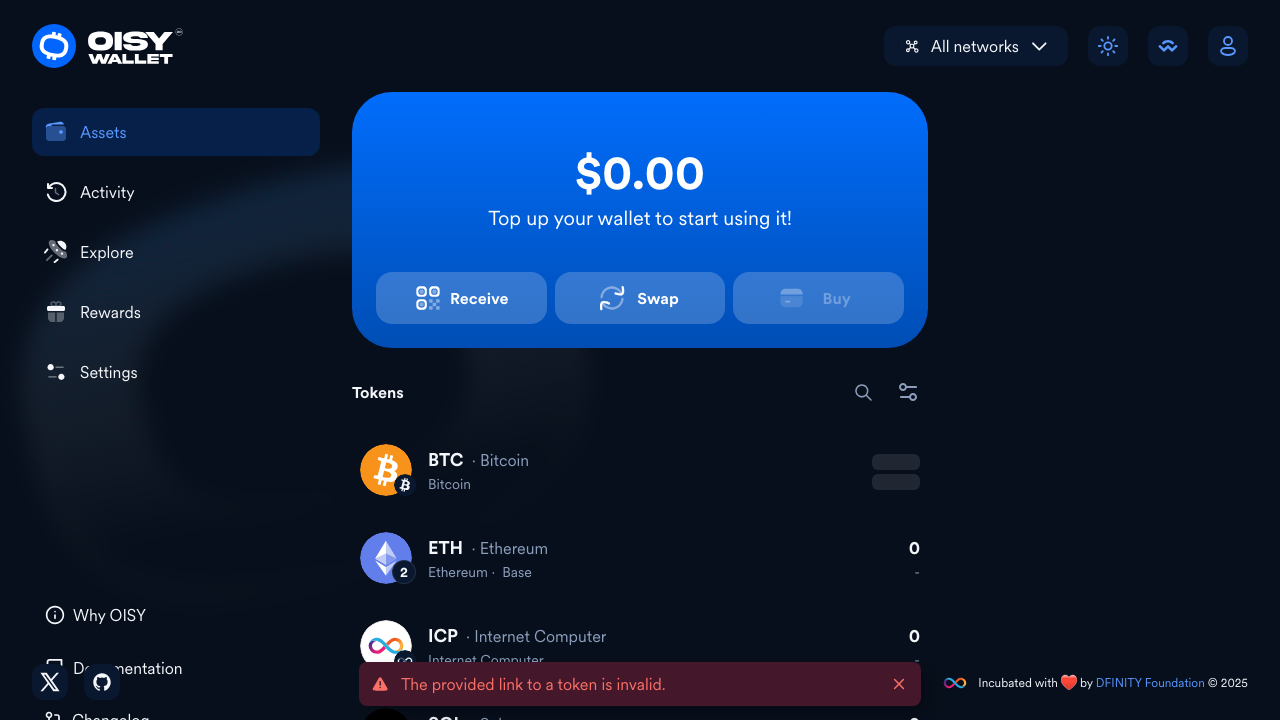 OISY
WALLET
All networks
Assets
Activity
Explore
Rewards
Settings
Why OISY
Documentation
Changelog
$0.00
Top up your wallet to start using it!
Receive
Swap
Buy
Tokens
BTC · Bitcoin
Bitcoin
ETH · Ethereum
0
2
Ethereum · Base
-
ICP · Internet Computer
0
Internet Computer
-
The provided link to a token is invalid.
Incubated with ❤️ by DFINITY Foundation © 2025